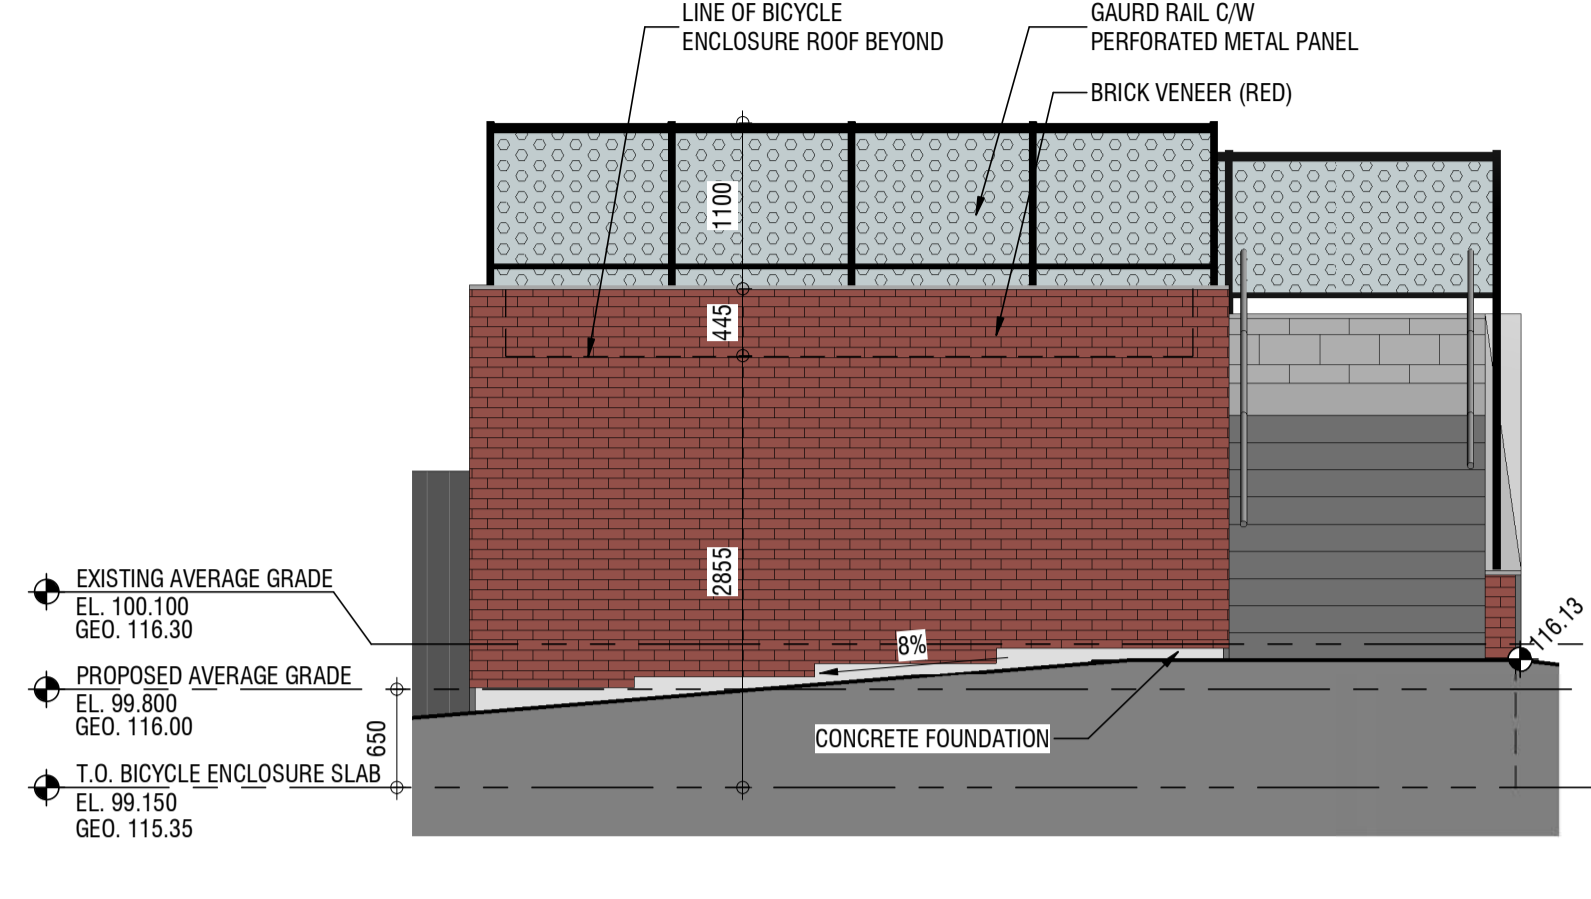 LINE OF BICYCLE
ENCLOSURE ROOF BEYOND
GAURD RAIL C/W
PERFORATED METAL PANEL
BRICK VENEER (RED)
1100
445
2855
EXISTING AVERAGE GRADE
EL. 100.100
GEO. 116.30
8%
116.13
PROPOSED AVERAGE GRADE
EL. 99.800
GEO. 116.00
650
CONCRETE FOUNDATION
T.O. BICYCLE ENCLOSURE SLAB
EL. 99.150
GEO. 115.35